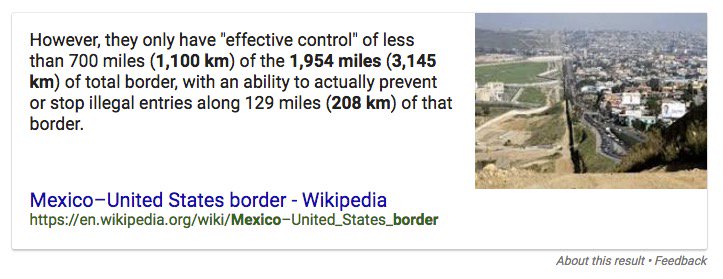 However, they only have "effective control" of less
than 700 miles (1,100 km) of the 1,954 miles (3,145
km) of total border, with an ability to actually prevent
or stop illegal entries along 129 miles (208 km) of that
border.
Mexico–United States border - Wikipedia
https://en.wikipedia.org/wiki/Mexico–United_States_border
About this result • Feedback